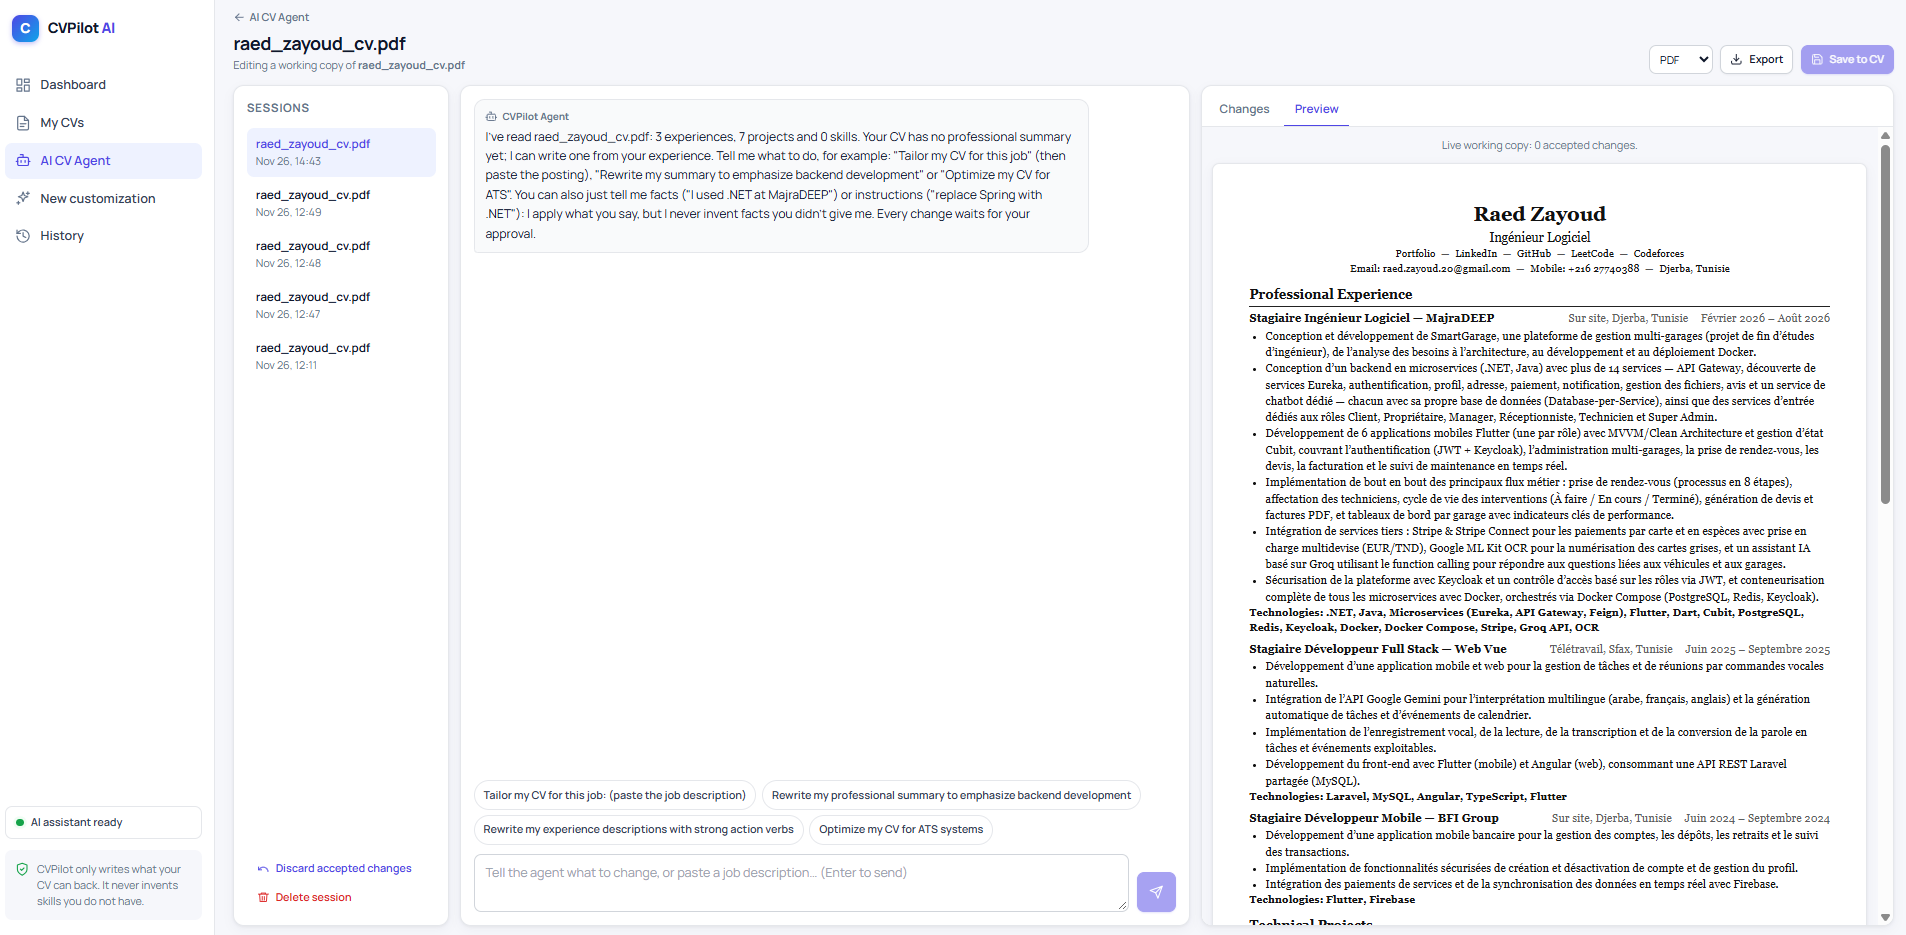 C CVPilot AI
Dashboard
My CVs
AI CV Agent
New customization
History
AI assistant ready
CVPilot only writes what your
CV can back. It never invents
skills you do not have.
← AI CV Agent
raed_zayoud_cv.pdf
Editing a working copy of raed_zayoud_cv.pdf
PDF
Export
Save to CV
SESSIONS
raed_zayoud_cv.pdf
Nov 26, 14:43
raed_zayoud_cv.pdf
Nov 26, 12:49
raed_zayoud_cv.pdf
Nov 26, 12:48
raed_zayoud_cv.pdf
Nov 26, 12:47
raed_zayoud_cv.pdf
Nov 26, 12:11
Discard accepted changes
Delete session
CVPilot Agent
I've read raed_zayoud_cv.pdf: 3 experiences, 7 projects and 0 skills. Your CV has no professional summary
yet; I can write one from your experience. Tell me what to do, for example: "Tailor my CV for this job" (then
paste the posting), "Rewrite my summary to emphasize backend development" or "Optimize my CV for
ATS". You can also just tell me facts ("I used .NET at MajraDEEP") or instructions ("replace Spring with
.NET"): I apply what you say, but I never invent facts you didn't give me. Every change waits for your
approval.
Tailor my CV for this job: (paste the job description)
Rewrite my professional summary to emphasize backend development
Rewrite my experience descriptions with strong action verbs
Optimize my CV for ATS systems
Tell the agent what to change, or paste a job description... (Enter to send)
Changes
Preview
Live working copy: 0 accepted changes.
Raed Zayoud
Ingénieur Logiciel
Portfolio — LinkedIn — GitHub — LeetCode — Codeforces
Email: raed.zayoud.20@gmail.com — Mobile: +216 27740388 — Djerba, Tunisie
Professional Experience
Stagiaire Ingénieur Logiciel — MajraDEEP Sur site, Djerba, Tunisie Février 2026 – Août 2026
• Conception et développement de SmartGarage, une plateforme de gestion multi-garages (projet de fin d'études
d'ingénieur), de l'analyse des besoins à l'architecture, au développement et au déploiement Docker.
• Conception d'un backend en microservices (.NET, Java) avec plus de 14 services — API Gateway, découverte de
services Eureka, authentification, profil, adresse, paiement, notification, gestion des fichiers, avis et un service de
chatbot dédié — chacun avec sa propre base de données (Database-per-Service), ainsi que des services d'entrée
dédiés aux rôles Client, Propriétaire, Manager, Réceptionniste, Technicien et Super Admin.
• Développement de 6 applications mobiles Flutter (une par rôle) avec MVVM/Clean Architecture et gestion d'état
Cubit, couvrant l'authentification (JWT + Keycloak), l'administration multi-garages, la prise de rendez-vous, les
devis, la facturation et le suivi de maintenance en temps réel.
• Implémentation de bout en bout des principaux flux métier : prise de rendez-vous (processus en 8 étapes),
affectation des techniciens, cycle de vie des interventions (À faire / En cours / Terminé), génération de devis et
factures PDF, et tableaux de bord par garage avec indicateurs clés de performance.
• Intégration de services tiers : Stripe & Stripe Connect pour les paiements par carte et en espèces avec prise en
charge multidevise (EUR/TND), Google ML Kit OCR pour la numérisation des cartes grises, et un assistant IA
basé sur Groq utilisant le function calling pour répondre aux questions liées aux véhicules et aux garages.
• Sécurisation de la plateforme avec Keycloak et un contrôle d'accès basé sur les rôles via JWT, et conteneurisation
complète de tous les microservices avec Docker, orchestrés via Docker Compose (PostgreSQL, Redis, Keycloak).
Technologies: .NET, Java, Microservices (Eureka, API Gateway, Feign), Flutter, Dart, Cubit, PostgreSQL,
Redis, Keycloak, Docker, Docker Compose, Stripe, Groq API, OCR
Stagiaire Développeur Full Stack — Web Vue Télétravail, Sfax, Tunisie Juin 2025 – Septembre 2025
• Développement d'une application mobile et web pour la gestion de tâches et de réunions par commandes vocales
naturelles.
• Intégration de l'API Google Gemini pour l'interprétation multilingue (arabe, français, anglais) et la génération
automatique de tâches et d'événements de calendrier.
• Implémentation de l'enregistrement vocal, de la lecture, de la transcription et de la conversion de la parole en
tâches et événements exploitables.
• Développement du front-end avec Flutter (mobile) et Angular (web), consommant une API REST Laravel
partagée (MySQL).
Technologies: Laravel, MySQL, Angular, TypeScript, Flutter
Stagiaire Développeur Mobile — BFI Group Sur site, Djerba, Tunisie Juin 2024 – Septembre 2024
• Développement d'une application mobile bancaire pour la gestion des comptes, les dépôts, les retraits et le suivi
des transactions.
• Implémentation de fonctionnalités sécurisées de création et désactivation de compte et de gestion du profil.
• Intégration des paiements de services et de la synchronisation des données en temps réel avec Firebase.
Technologies: Flutter, Firebase
Technical Projects